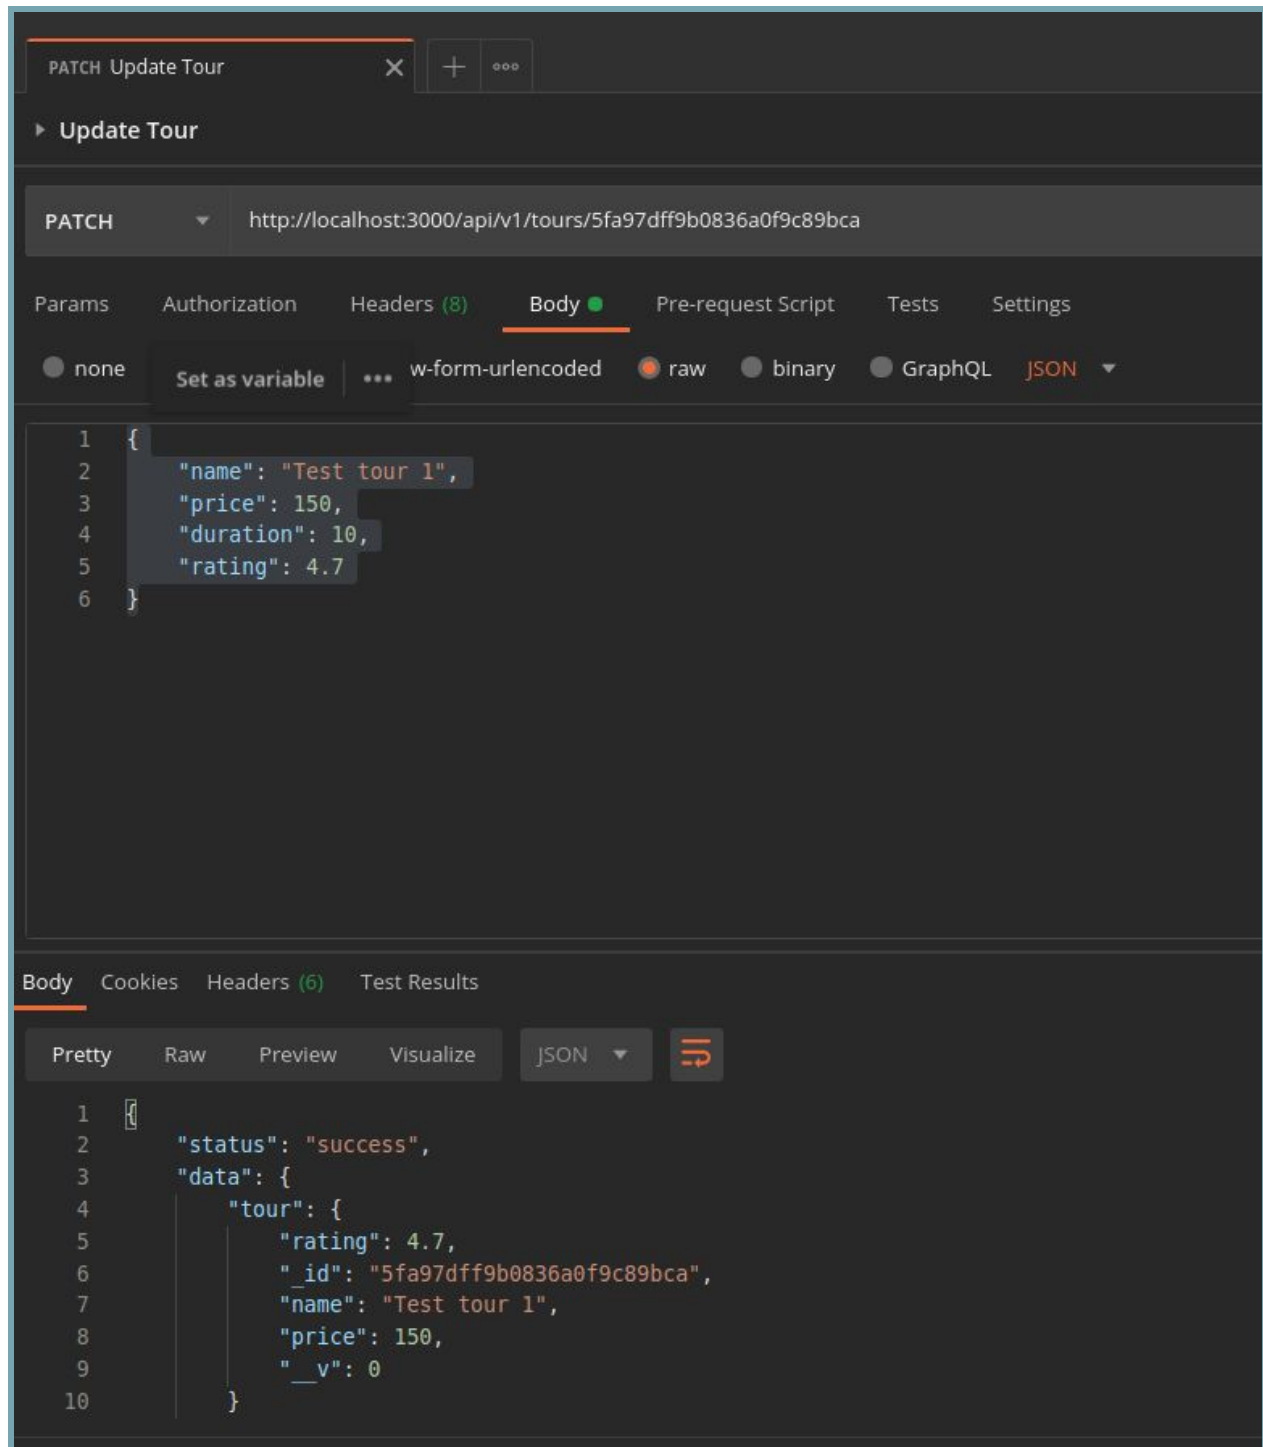 PATCH Update Tour
Update Tour
PATCH http://localhost:3000/api/v1/tours/5fa97dff9b0836a0f9c89bca
Params Authorization Headers (8) Body Pre-request Script Tests Settings
none Set as variable w-form-urlencoded raw binary GraphQL JSON
1 {
2 "name": "Test tour 1",
3 "price": 150,
4 "duration": 10,
5 "rating": 4.7
6 }
Body Cookies Headers (6) Test Results
Pretty Raw Preview Visualize JSON
1 {
2 "status": "success",
3 "data": {
4 "tour": {
5 "rating": 4.7,
6 "_id": "5fa97dff9b0836a0f9c89bca",
7 "name": "Test tour 1",
8 "price": 150,
9 "__v": 0
10 }